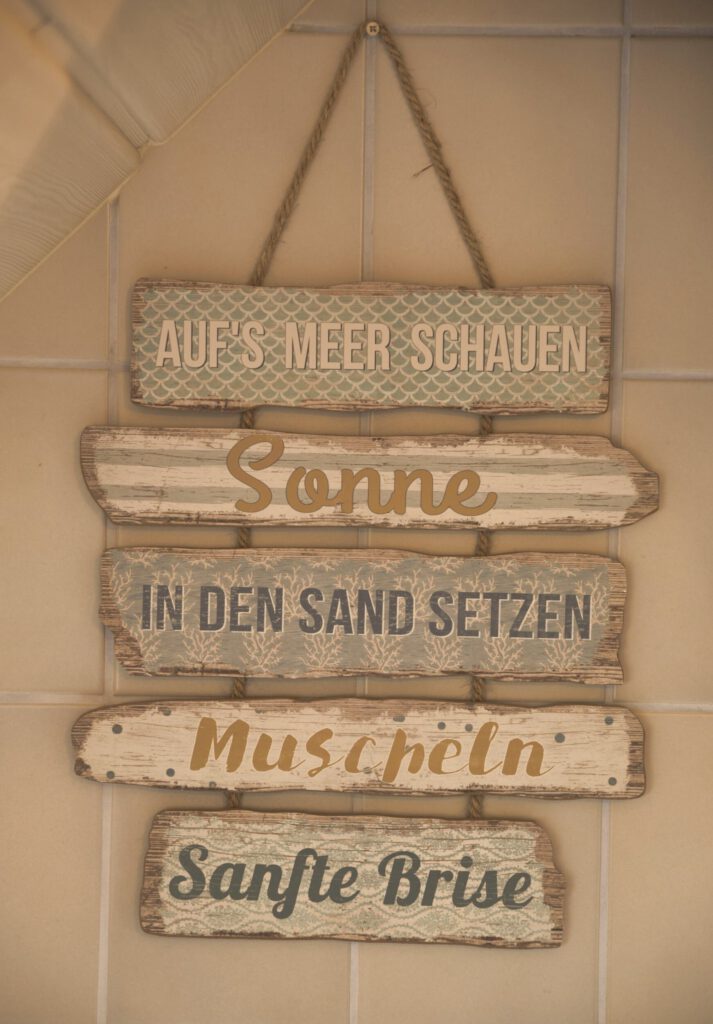 AUF'S MEER SCHAUEN
Sonne
IN DEN SAND SETZEN
Muscheln
Sanfte Brise